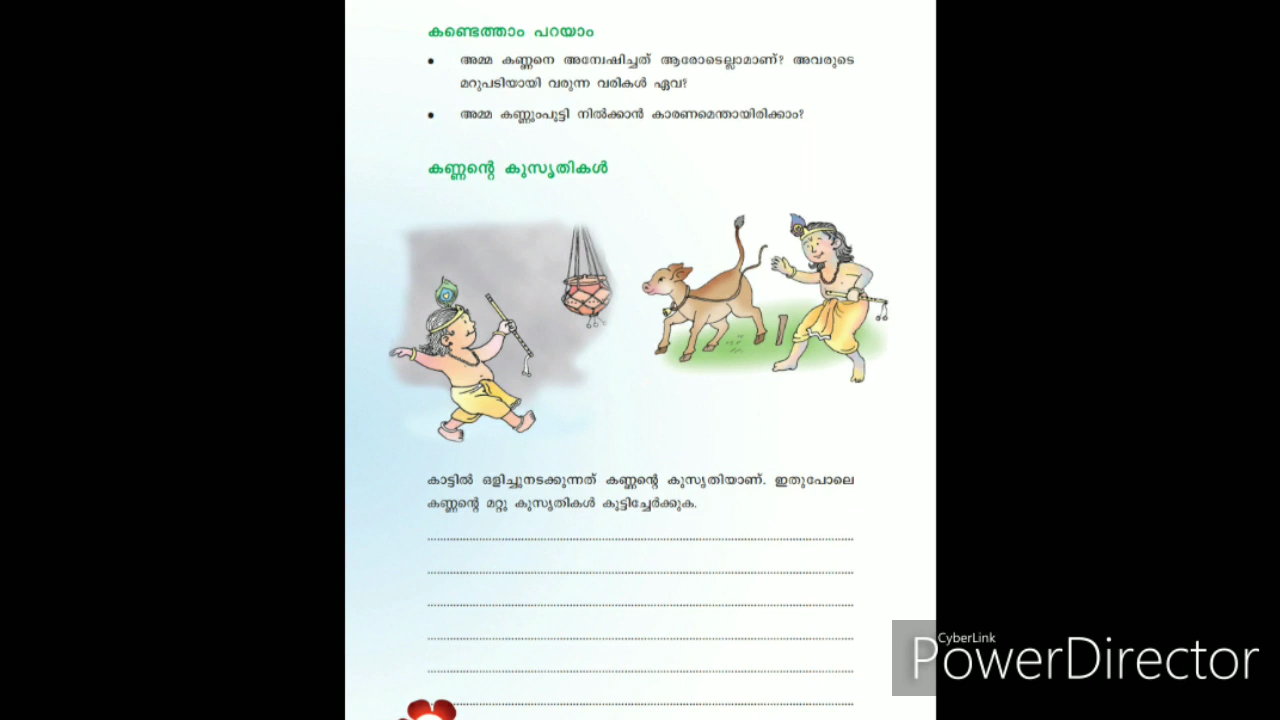 കണ്ടെത്താം പറയാം
• അമ്മ കണ്ണനെ അന്വേഷിച്ചത് ആരോടെല്ലാമാണ്? അവരുടെ
മറുപടിയായി വരുന്ന വരികൾ ഏവ?
• അമ്മ കണ്ണുംപൂട്ടി നിൽക്കാൻ കാരണമെന്തായിരിക്കാം?
കണ്ണന്റെ കുസൃതികൾ
കാട്ടിൽ ഒളിച്ചുനടക്കുന്നത് കണ്ണന്റെ കുസൃതിയാണ്. ഇതുപോലെ
കണ്ണന്റെ മറ്റു കുസൃതികൾ കൂട്ടിച്ചേർക്കുക.
CyberLink
PowerDirector